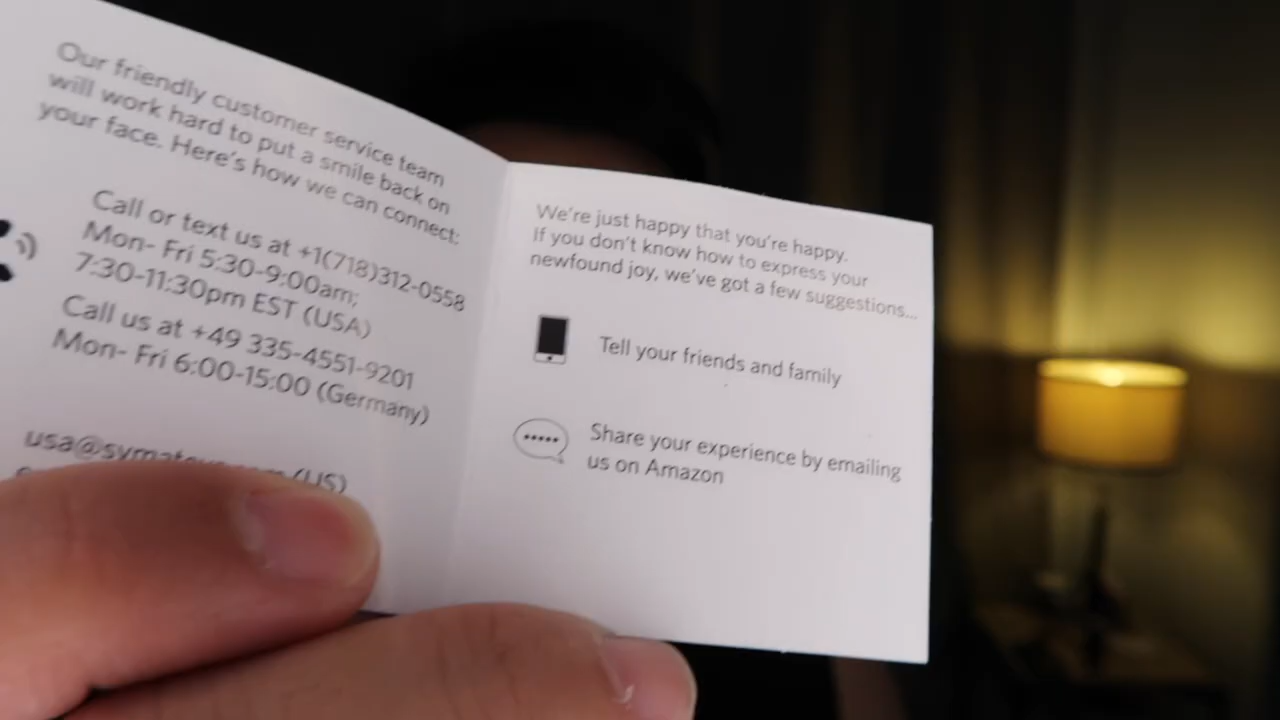 Our friendly customer service team
will work hard to put a smile back on
your face. Here's how we can connect:
Call or text us at +1(718)312-0558
Mon- Fri 5:30-9:00am;
7:30-11:30pm EST (USA)
Call us at +49 335-4551-9201
Mon- Fri 6:00-15:00 (Germany)
(US)
We're just happy that you're happy.
If you don't know how to express your
newfound joy, we've got a few suggestions...
Tell your friends and family
Share your experience by emailing
us on Amazon